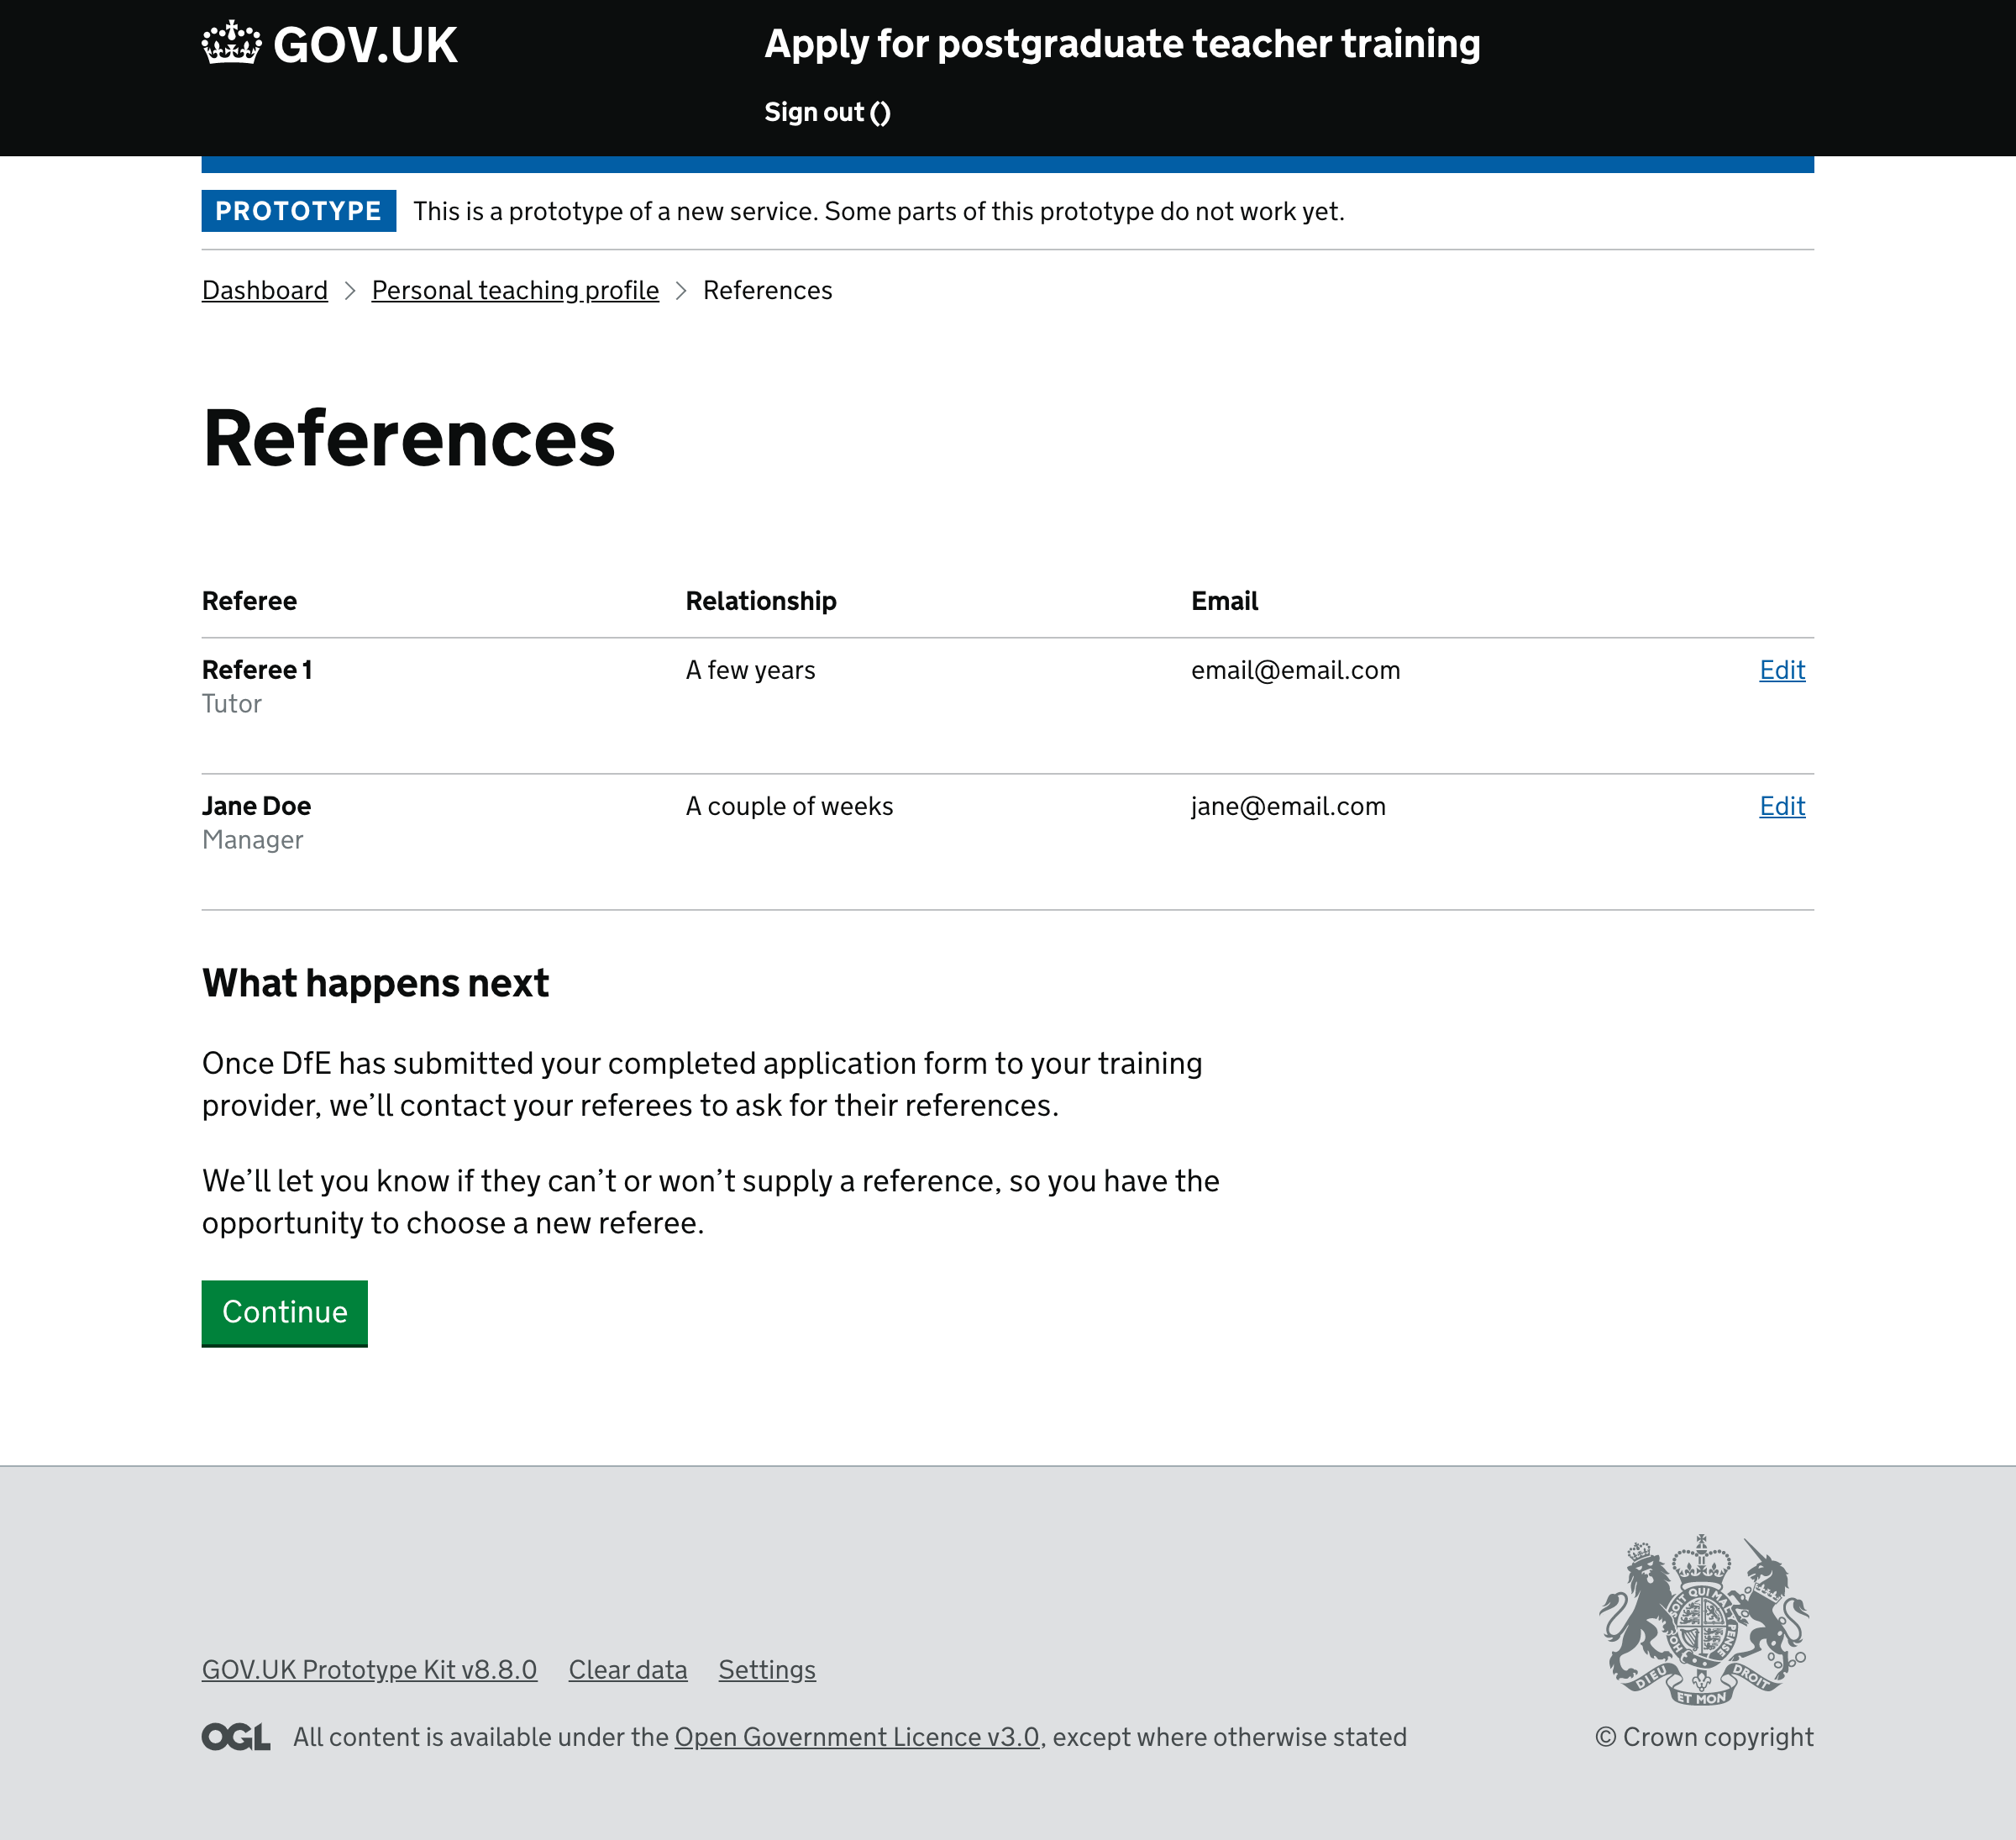 GOV.UK
Apply for postgraduate teacher training
Sign out ()
PROTOTYPE This is a prototype of a new service. Some parts of this prototype do not work yet.
Dashboard Personal teaching profile References
References
Referee Relationship Email
Referee 1 A few years email@email.com Edit
Tutor
Jane Doe A couple of weeks jane@email.com Edit
Manager
What happens next
Once DfE has submitted your completed application form to your training
provider, we’ll contact your referees to ask for their references.
We’ll let you know if they can’t or won’t supply a reference, so you have the
opportunity to choose a new referee.
Continue
GOV.UK Prototype Kit v8.8.0 Clear data Settings
OGL All content is available under the Open Government Licence v3.0, except where otherwise stated
SOIT QUI MAL
PENSE
HON
DIEU ET MON DROIT
© Crown copyright